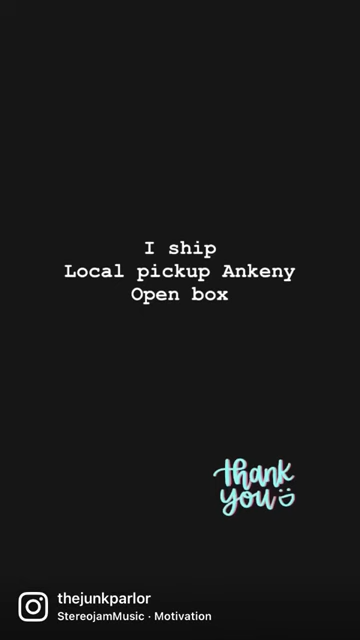 I ship
Local pickup Ankeny
Open box
thank
you
thejunkparlor
StereojamMusic · Motivation